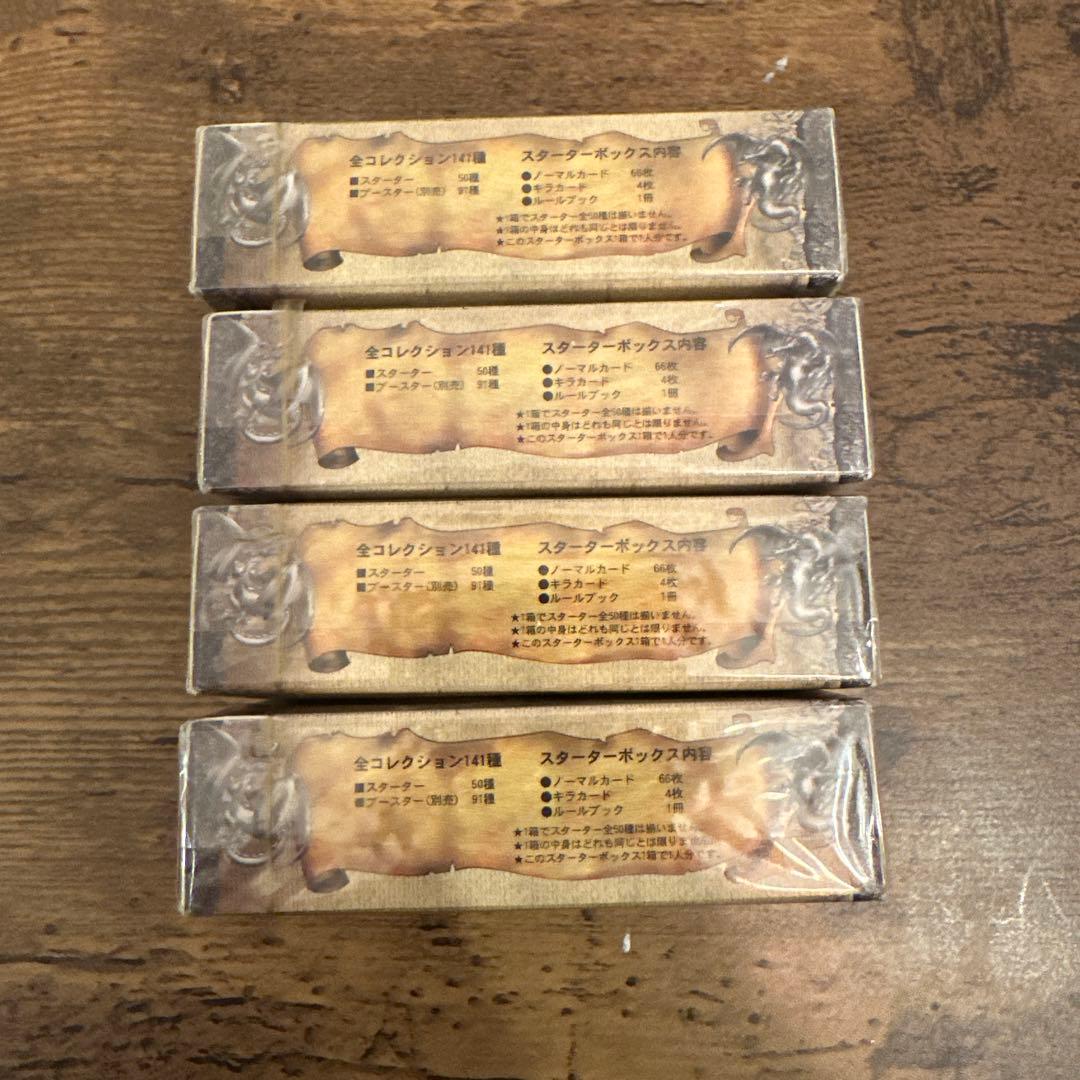 全コレクション141種
■スターター 50種
■ブースター(別売) 91種
スターターボックス内容
●ノーマルカード 66枚
●キラカード 4枚
●ルールブック 1冊
★1箱でスターター全50種は揃いません。
★1箱の中身はどれも同じとは限りません。
★このスターターボックス1箱で1人分です。
全コレクション141種
■スターター 50種
■ブースター(別売) 91種
スターターボックス内容
●ノーマルカード 66枚
●キラカード 4枚
●ルールブック 1冊
★1箱でスターター全50種は揃いません。
★1箱の中身はどれも同じとは限りません。
★このスターターボックス1箱で1人分です。
全コレクション141種
■スターター 50種
■ブースター(別売) 91種
スターターボックス内容
●ノーマルカード 66枚
●キラカード 4枚
●ルールブック 1冊
★1箱でスターター全50種は揃いません。
★1箱の中身はどれも同じとは限りません。
★このスターターボックス1箱で1人分です。
全コレクション141種
■スターター 50種
■ブースター(別売) 91種
スターターボックス内容
●ノーマルカード 66枚
●キラカード 4枚
●ルールブック 1冊
★1箱でスターター全50種は揃いません
★1箱の中身はどれも同じとは限りません
★このスターターボックス1箱で1人分です。